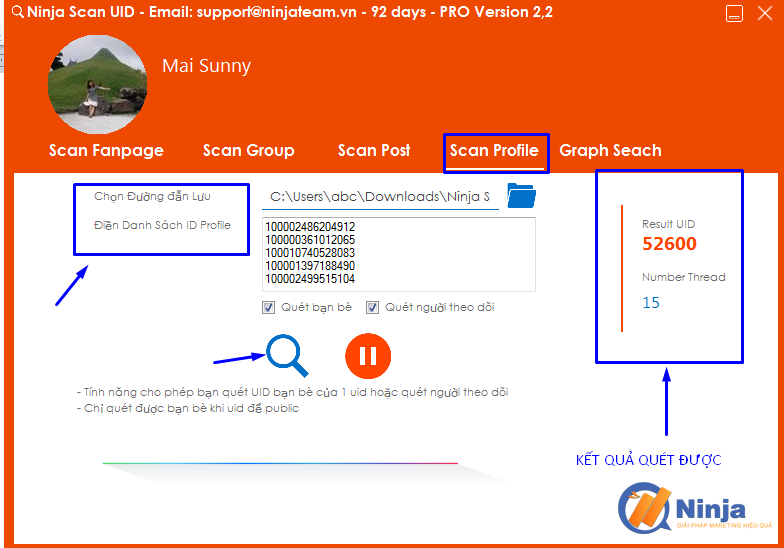 Ninja Scan UID - Email: support@ninjateam.vn - 92 days - PRO Version 2,2
Mai Sunny
Scan Fanpage Scan Group Scan Post Scan Profile Graph Seach
Chọn Đường đẫn Lưu
C:\Users\abc\Downloads\Ninja S
Điền Danh Sách ID Profile
100002486204912
100000361012065
100010740528083
100001397188490
100002499515104
Quét bạn bè Quét người theo dõi
Result UID
52600
Number Thread
15
- Tính năng cho phép bạn quét UID bạn bè của 1 uid hoặc quét người theo dõi
- Chỉ quét được bạn bè khi uid để public
KẾT QUẢ QUÉT ĐƯỢC
Ninja
GIẢI PHÁP MAKETING HIỆU QUẢ